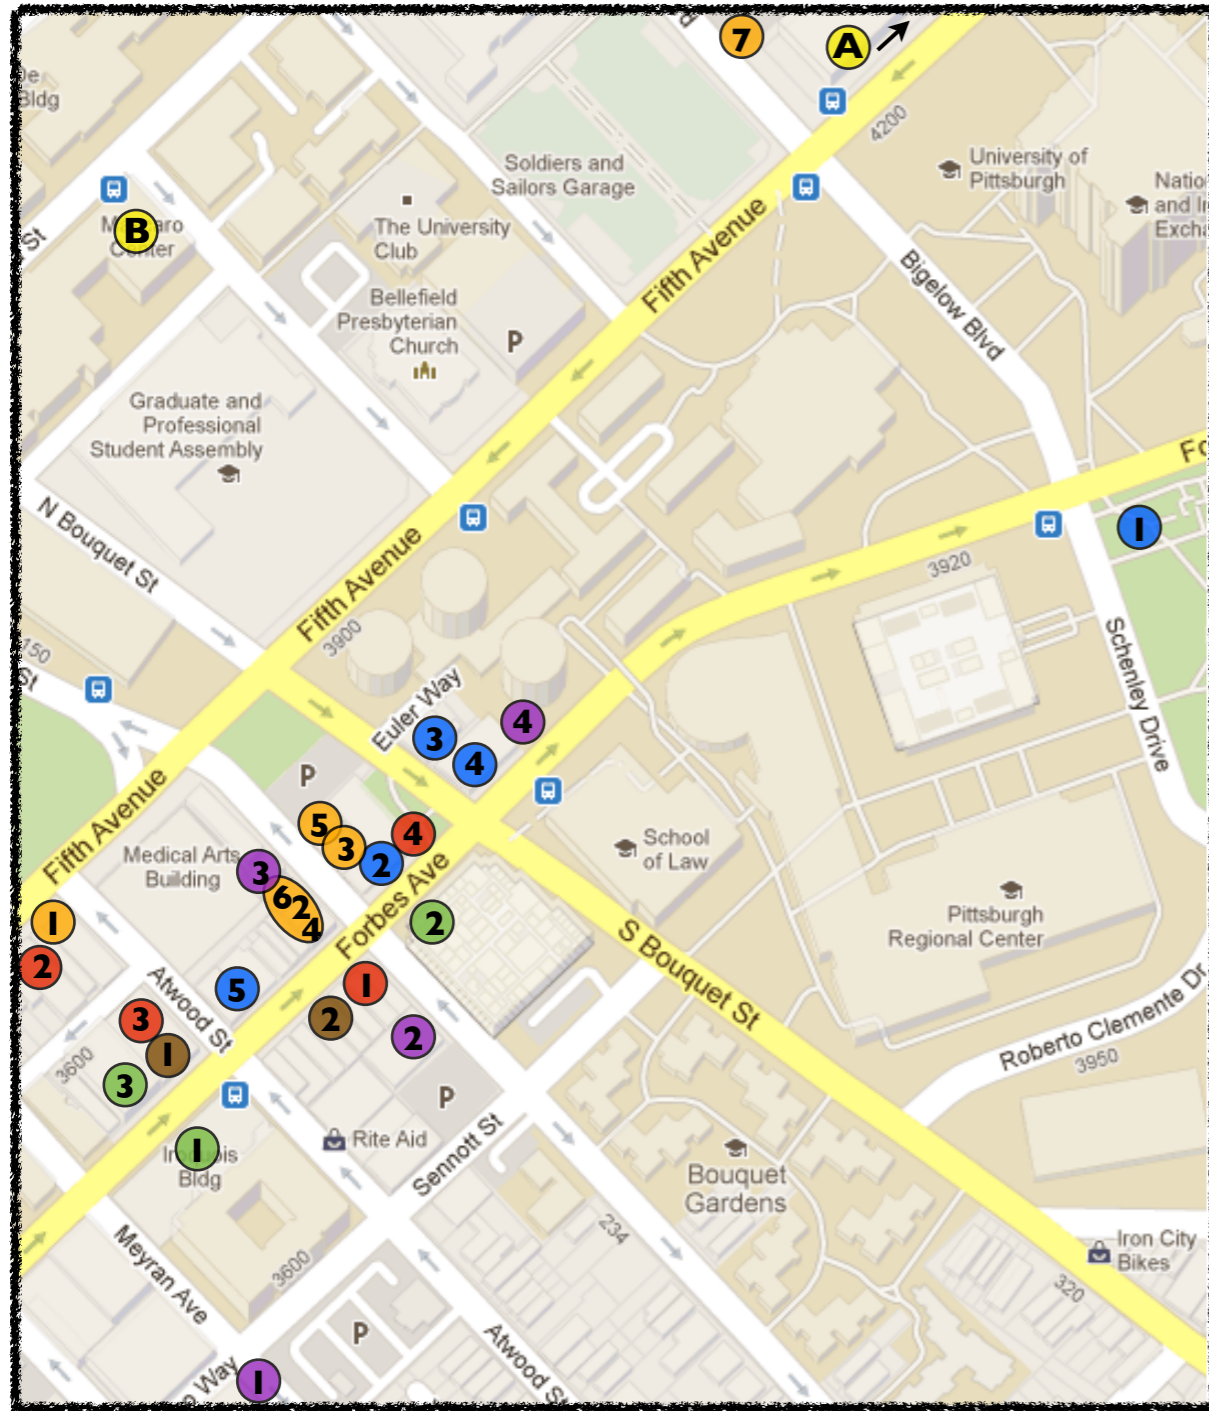 7
A
4200
De
Bldg
Soldiers and
Sailors Garage
University of
Pittsburgh
B
Center
St
The University
Club
Fifth Avenue
Bellefield
Presbyterian
Church
P
Bigelow Blvd
Graduate and
Professional
Student Assembly
N Bouquet St
Fifth Avenue
3900
3920
1
150
St
Euler Way
Schenley Drive
3
4
4
P
Fifth Avenue
5
3
2
4
Medical Arts
Building
3
6
2
4
School
of Law
Forbes Ave
1
2
2
S Bouquet St
Pittsburgh
Regional Center
Atwood St
5
1
2
2
3
1
3
3600
P
Roberto Clemente Dr
3950
1
Bldg
Rite Aid
Sennott St
Bouquet
Gardens
234
Meyran Ave
3600
Iron City
Bikes
320
P
Atwood St
Way
1